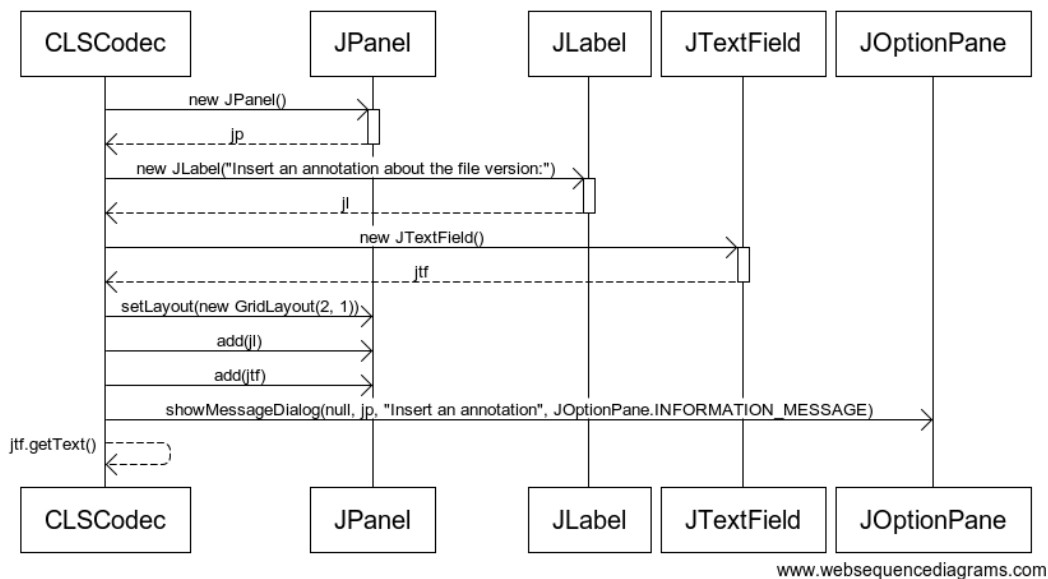 CLSCodec JPanel JLabel JTextField JOptionPane
new JPanel()
jp
new JLabel("Insert an annotation about the file version:")
jl
new JTextField()
jtf
setLayout(new GridLayout(2, 1))
add(jl)
add(jtf)
showMessageDialog(null, jp, "Insert an annotation", JOptionPane.INFORMATION_MESSAGE)
jtf.getText()
CLSCodec JPanel JLabel JTextField JOptionPane
www.websequencediagrams.com